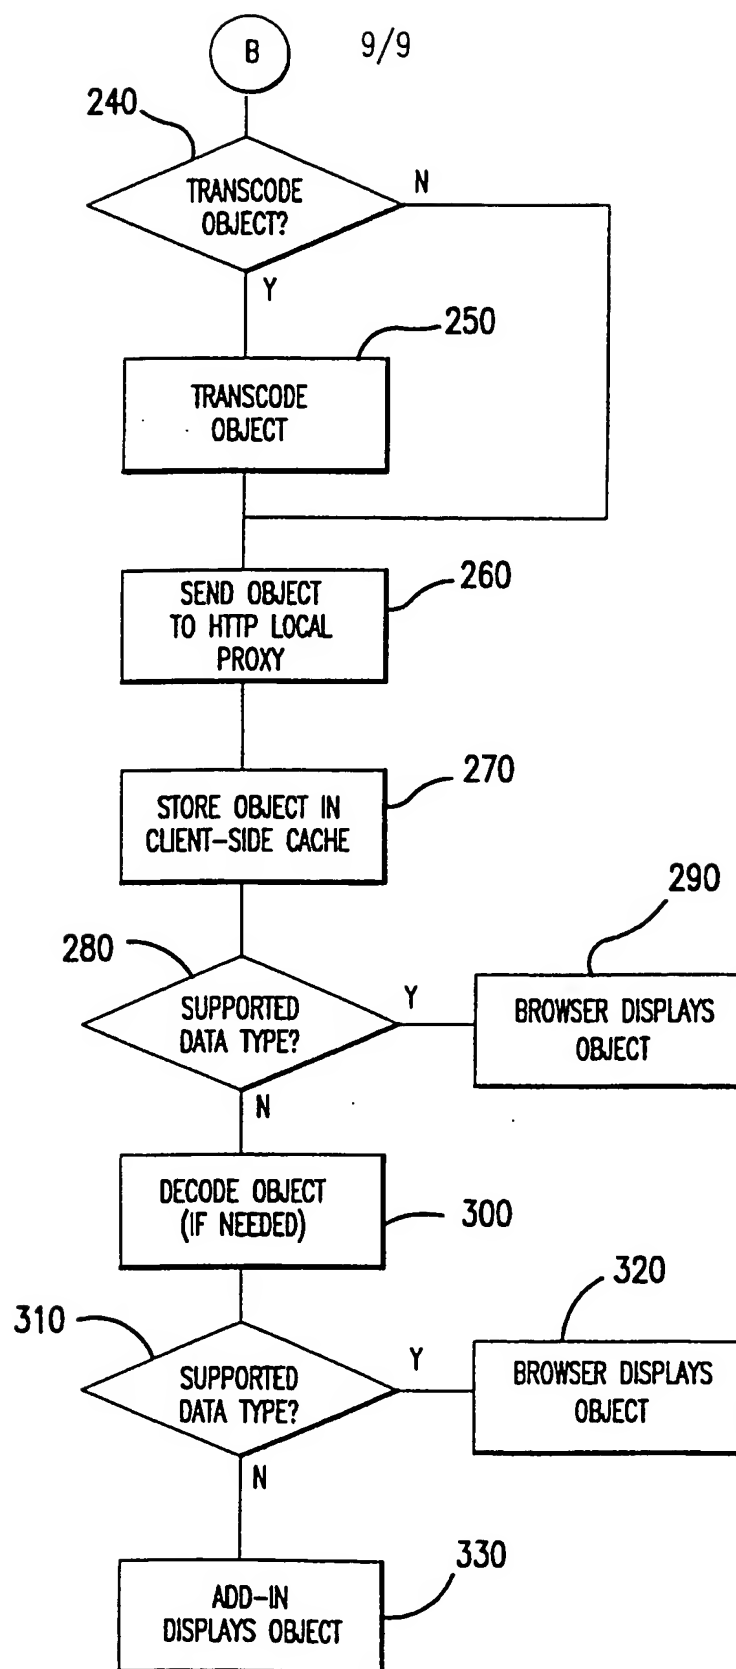 B
9/9
240
TRANSCODE
OBJECT?
N
Y
250
TRANSCODE
OBJECT
260
SEND OBJECT
TO HTTP LOCAL
PROXY
270
STORE OBJECT IN
CLIENT-SIDE CACHE
280
SUPPORTED
DATA TYPE?
Y
290
BROWSER DISPLAYS
OBJECT
N
DECODE OBJECT
(IF NEEDED)
300
310
SUPPORTED
DATA TYPE?
Y
320
BROWSER DISPLAYS
OBJECT
N
330
ADD-IN
DISPLAYS OBJECT